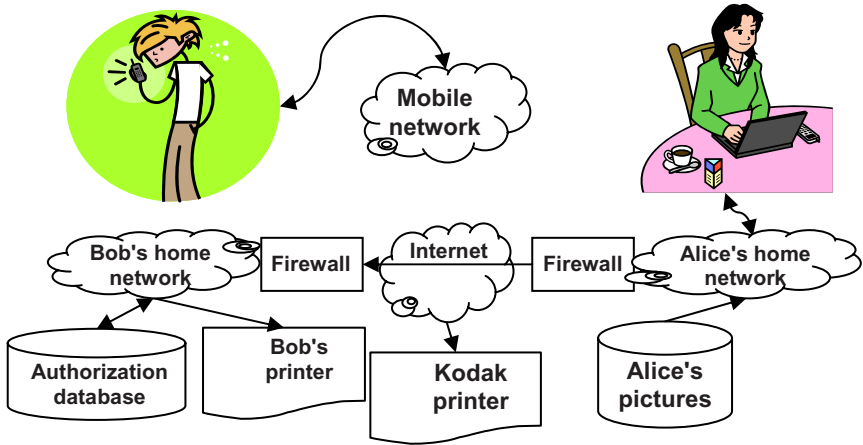 Mobile
network
Bob's home
network
Firewall
Internet
Firewall
Alice's home
network
Authorization
database
Bob's
printer
Kodak
printer
Alice's
pictures